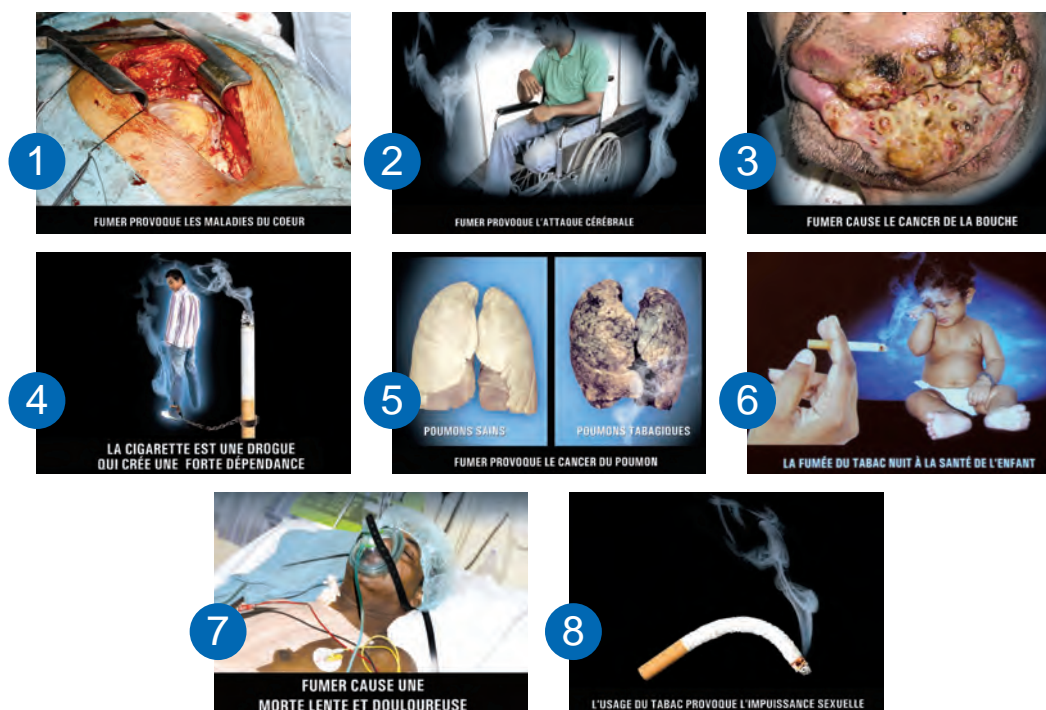 1
FUMER PROVOQUE LES MALADIES DU COEUR
2
FUMER PROVOQUE L'ATTAQUE CÉRÉBRALE
3
FUMER CAUSE LE CANCER DE LA BOUCHE
4
LA CIGARETTE EST UNE DROGUE
QUI CRÉE UNE FORTE DÉPENDANCE
5
POUMONS SAINS
POUMONS TABAGIQUES
FUMER PROVOQUE LE CANCER DU POUMON
6
LA FUMÉE DU TABAC NUIT À LA SANTÉ DE L'ENFANT
7
FUMER CAUSE UNE
MORTE LENTE ET DOULOUREUSE
8
L'USAGE DU TABAC PROVOQUE L'IMPUISSANCE SEXUELLE